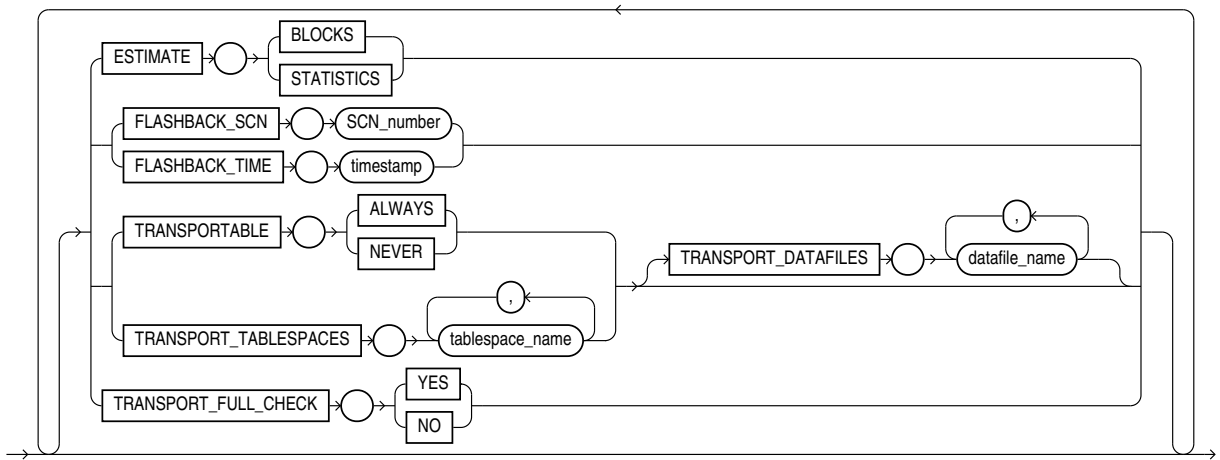 ESTIMATE
BLOCKS
STATISTICS
FLASHBACK_SCN
SCN_number
FLASHBACK_TIME
timestamp
TRANSPORTABLE
ALWAYS
NEVER
TRANSPORT_DATAFILES
,
datafile_name
TRANSPORT_TABLESPACES
,
tablespace_name
TRANSPORT_FULL_CHECK
YES
NO